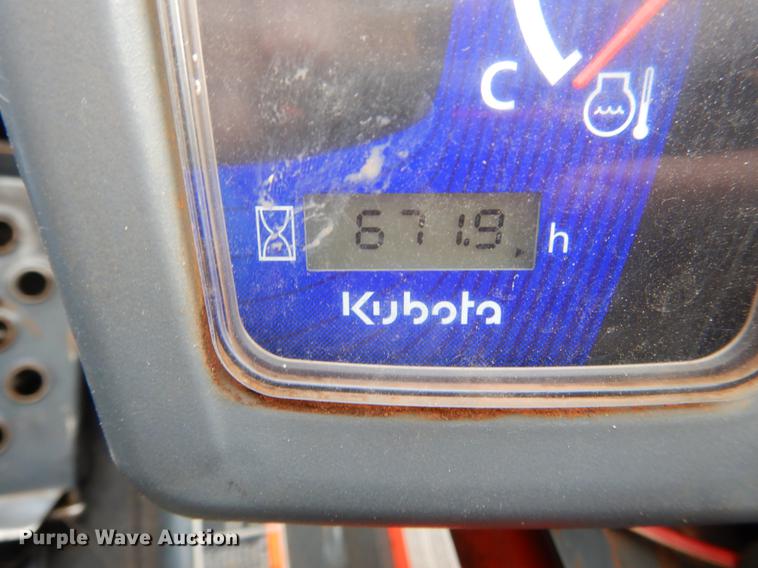 C
671.9 h
Kubota
Purple Wave Auction